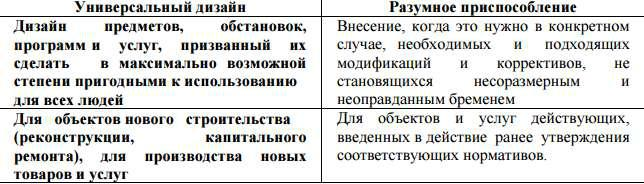 Универсальный дизайн
Разумное приспособление
Дизайн предметов, обстановок,
программ и услуг, призванный их
сделать в максимально возможной
степени пригодными к использованию
для всех людей
Внесение, когда это нужно в конкретном
случае, необходимых и подходящих
модификаций и коррективов, не
становящихся несоразмерным и
неоправданным бременем
Для объектов нового строительства
(реконструкции, капитального
ремонта), для производства новых
товаров и услуг
Для объектов и услуг действующих,
введенных в действие ранее утверждения
соответствующих нормативов.